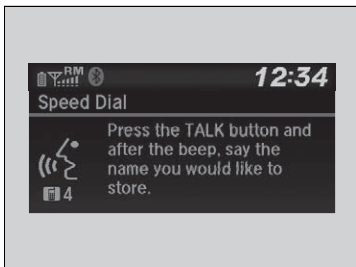 RM 12:34
Speed Dial
Press the TALK button and
after the beep, say the
name you would like to
store.
4